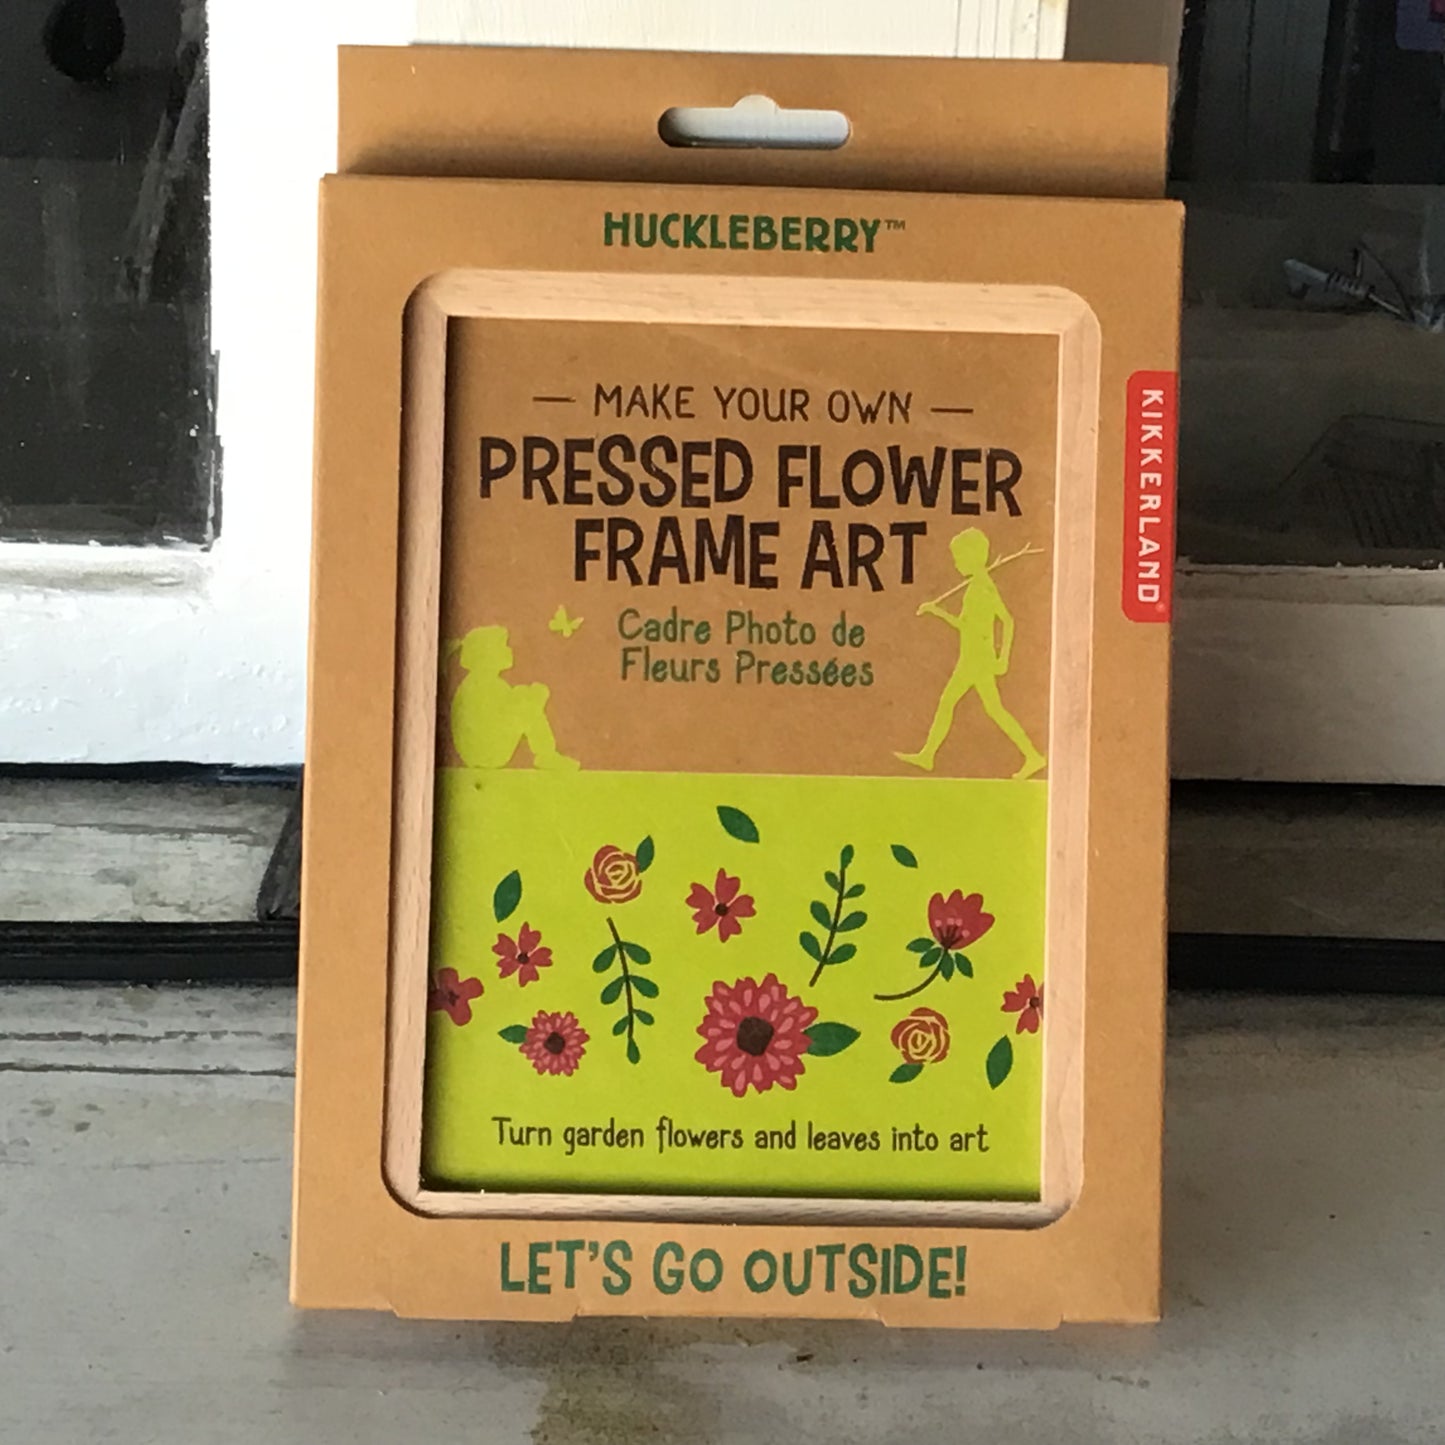 HUCKLEBERRY™
— MAKE YOUR OWN —
PRESSED FLOWER
FRAME ART
Cadre Photo de
Fleurs Pressées
KIKKERLAND®
Turn garden flowers and leaves into art
LET'S GO OUTSIDE!